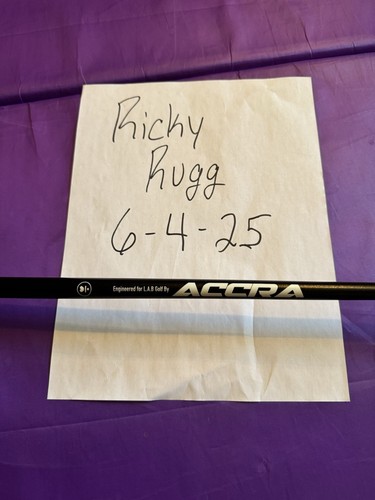 Ricky
Rugg
6-4-25
Engineered for L.A.B Golf By ACCRA